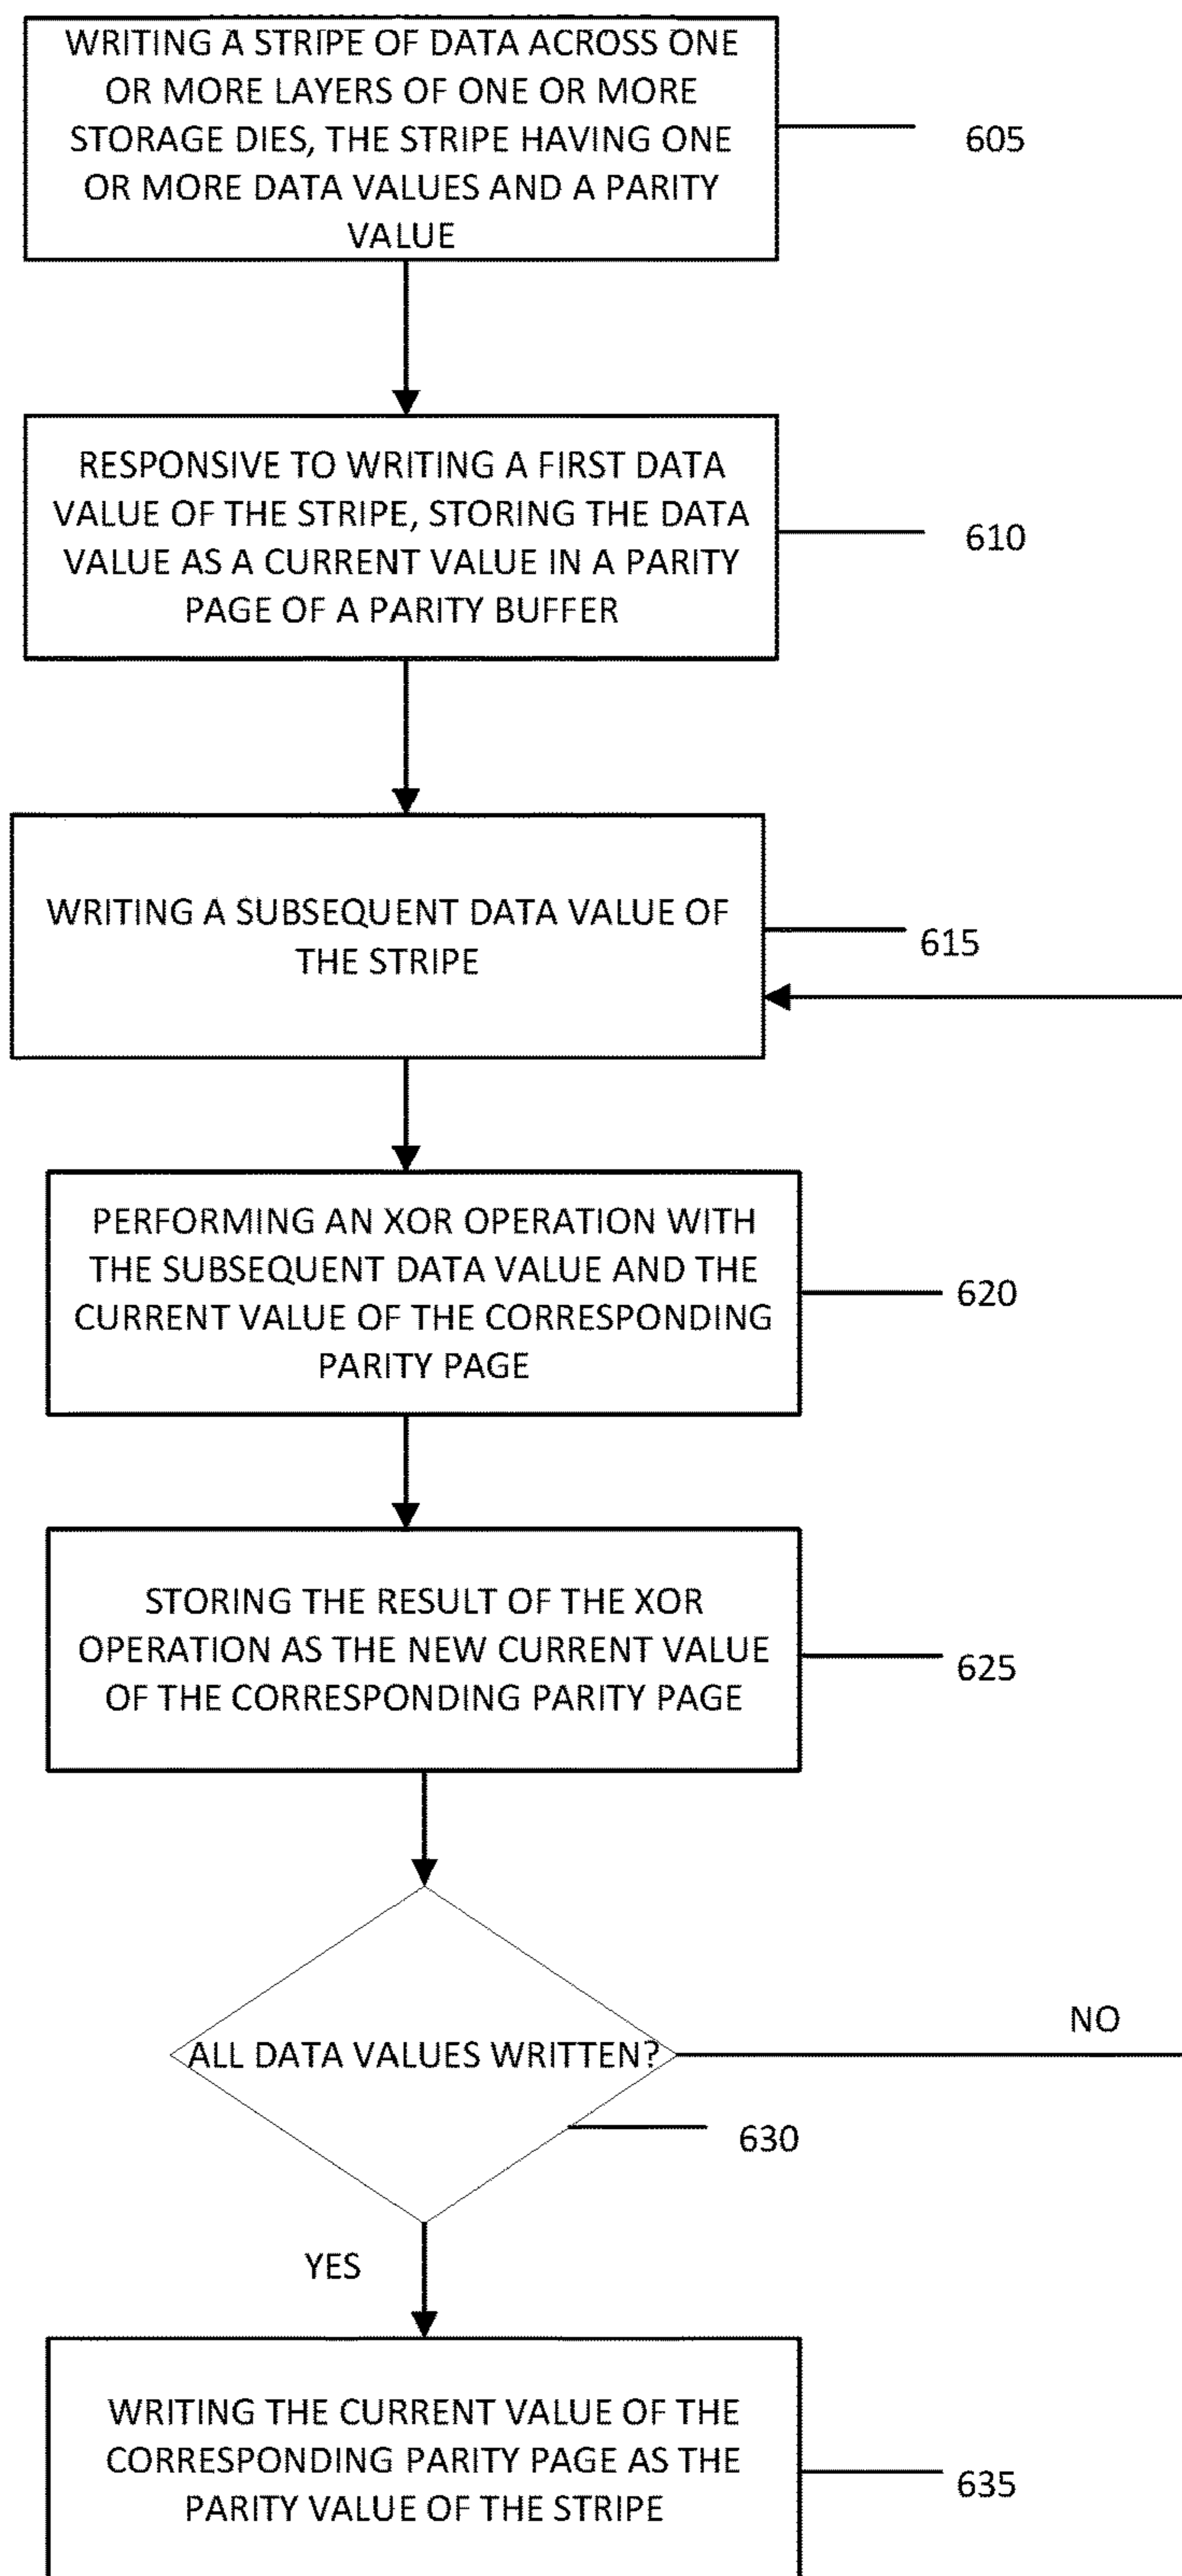 WRITING A STRIPE OF DATA ACROSS ONE
OR MORE LAYERS OF ONE OR MORE
STORAGE DIES, THE STRIPE HAVING ONE
OR MORE DATA VALUES AND A PARITY
VALUE
605
RESPONSIVE TO WRITING A FIRST DATA
VALUE OF THE STRIPE, STORING THE DATA
VALUE AS A CURRENT VALUE IN A PARITY
PAGE OF A PARITY BUFFER
610
WRITING A SUBSEQUENT DATA VALUE OF
THE STRIPE
615
PERFORMING AN XOR OPERATION WITH
THE SUBSEQUENT DATA VALUE AND THE
CURRENT VALUE OF THE CORRESPONDING
PARITY PAGE
620
STORING THE RESULT OF THE XOR
OPERATION AS THE NEW CURRENT VALUE
OF THE CORRESPONDING PARITY PAGE
625
NO
ALL DATA VALUES WRITTEN?
630
YES
WRITING THE CURRENT VALUE OF THE
CORRESPONDING PARITY PAGE AS THE
PARITY VALUE OF THE STRIPE
635